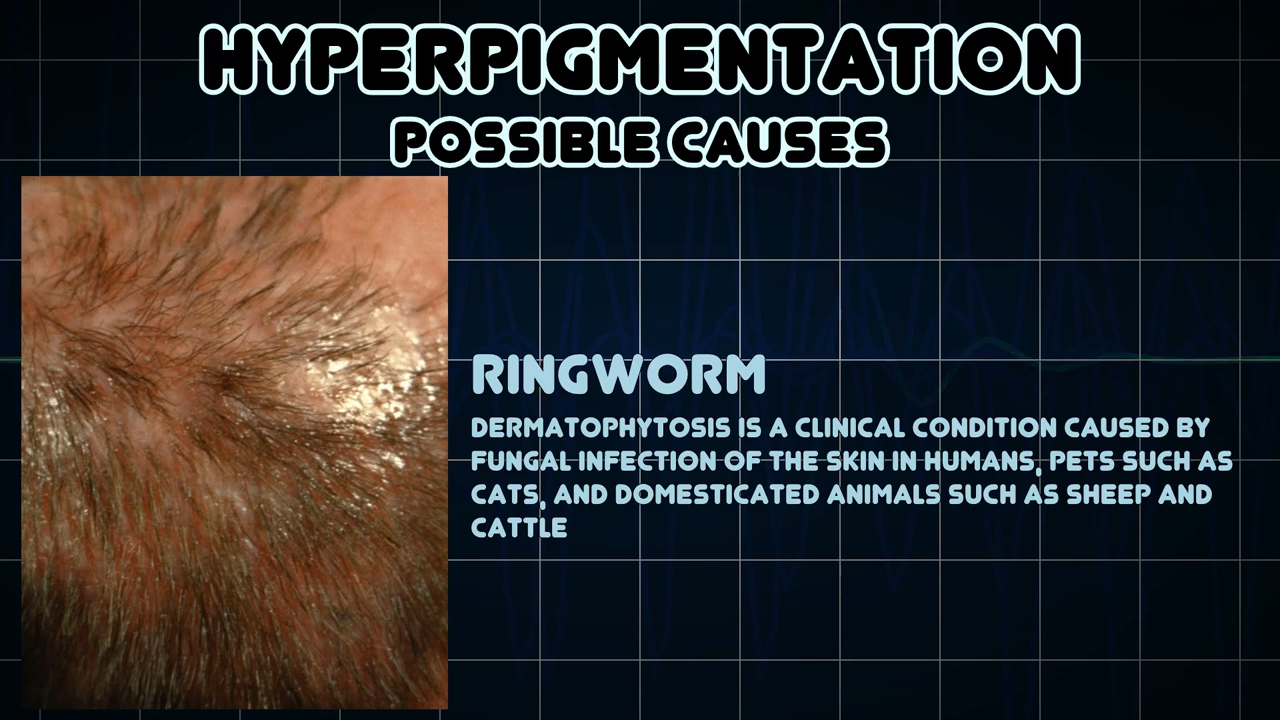 HYPERPIGMENTATION
POSSIBLE CAUSES
RINGWORM
DERMATOPHYTOSIS IS A CLINICAL CONDITION CAUSED BY
FUNGAL INFECTION OF THE SKIN IN HUMANS, PETS SUCH AS
CATS, AND DOMESTICATED ANIMALS SUCH AS SHEEP AND
CATTLE